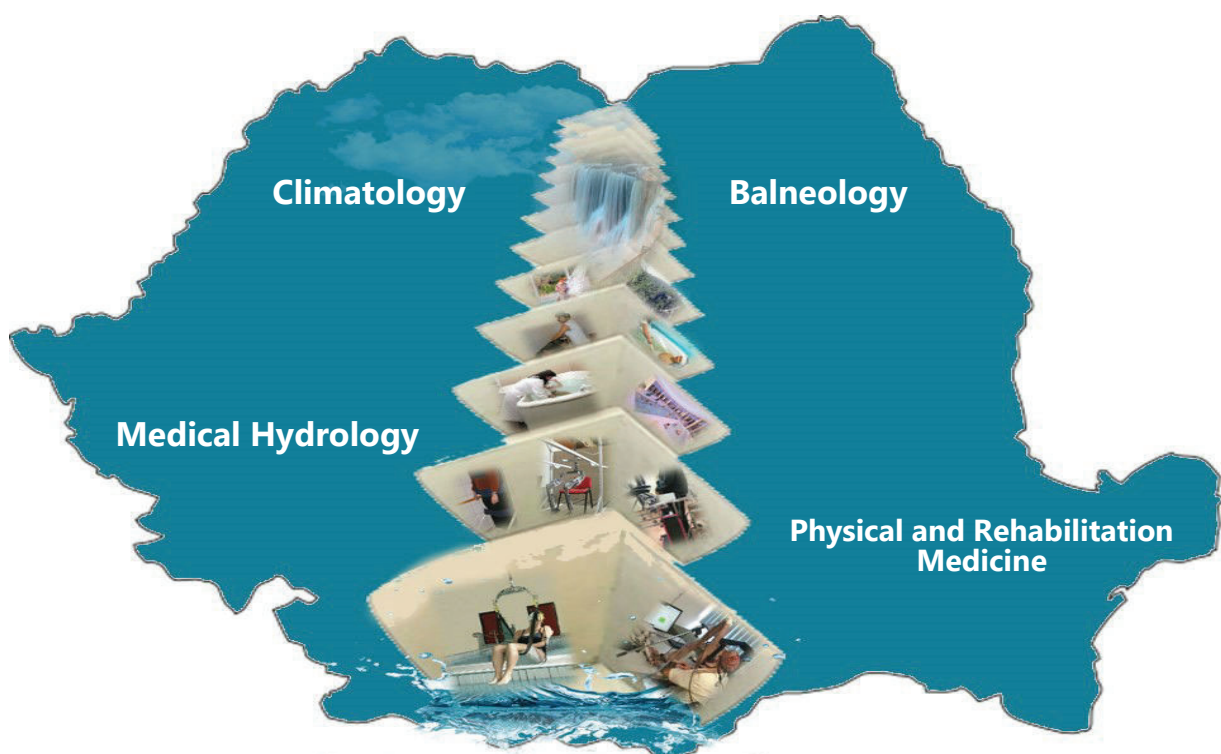 Climatology
Balneology
Medical Hydrology
Physical and Rehabilitation
Medicine